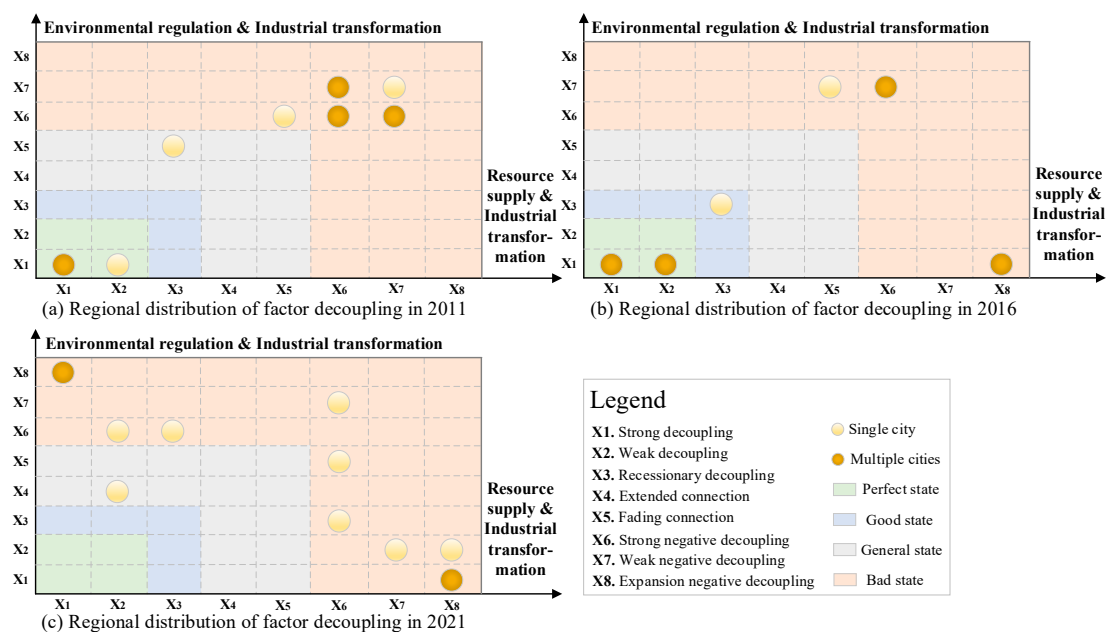 Environmental regulation & Industrial transformation
X8
X7
X6
X5
X4
X3
X2
X1
X1 X2 X3 X4 X5 X6 X7 X8
Resource
supply &
Industrial
transfor-
mation
(a) Regional distribution of factor decoupling in 2011
Environmental regulation & Industrial transformation
X8
X7
X6
X5
X4
X3
X2
X1
X1 X2 X3 X4 X5 X6 X7 X8
Resource
supply &
Industrial
transfor-
mation
(b) Regional distribution of factor decoupling in 2016
Environmental regulation & Industrial transformation
X8
X7
X6
X5
X4
X3
X2
X1
X1 X2 X3 X4 X5 X6 X7 X8
Resource
supply &
Industrial
transfor-
mation
(c) Regional distribution of factor decoupling in 2021
Legend
X1. Strong decoupling
X2. Weak decoupling
X3. Recessionary decoupling
X4. Extended connection
X5. Fading connection
X6. Strong negative decoupling
X7. Weak negative decoupling
X8. Expansion negative decoupling
Single city
Multiple cities
Perfect state
Good state
General state
Bad state